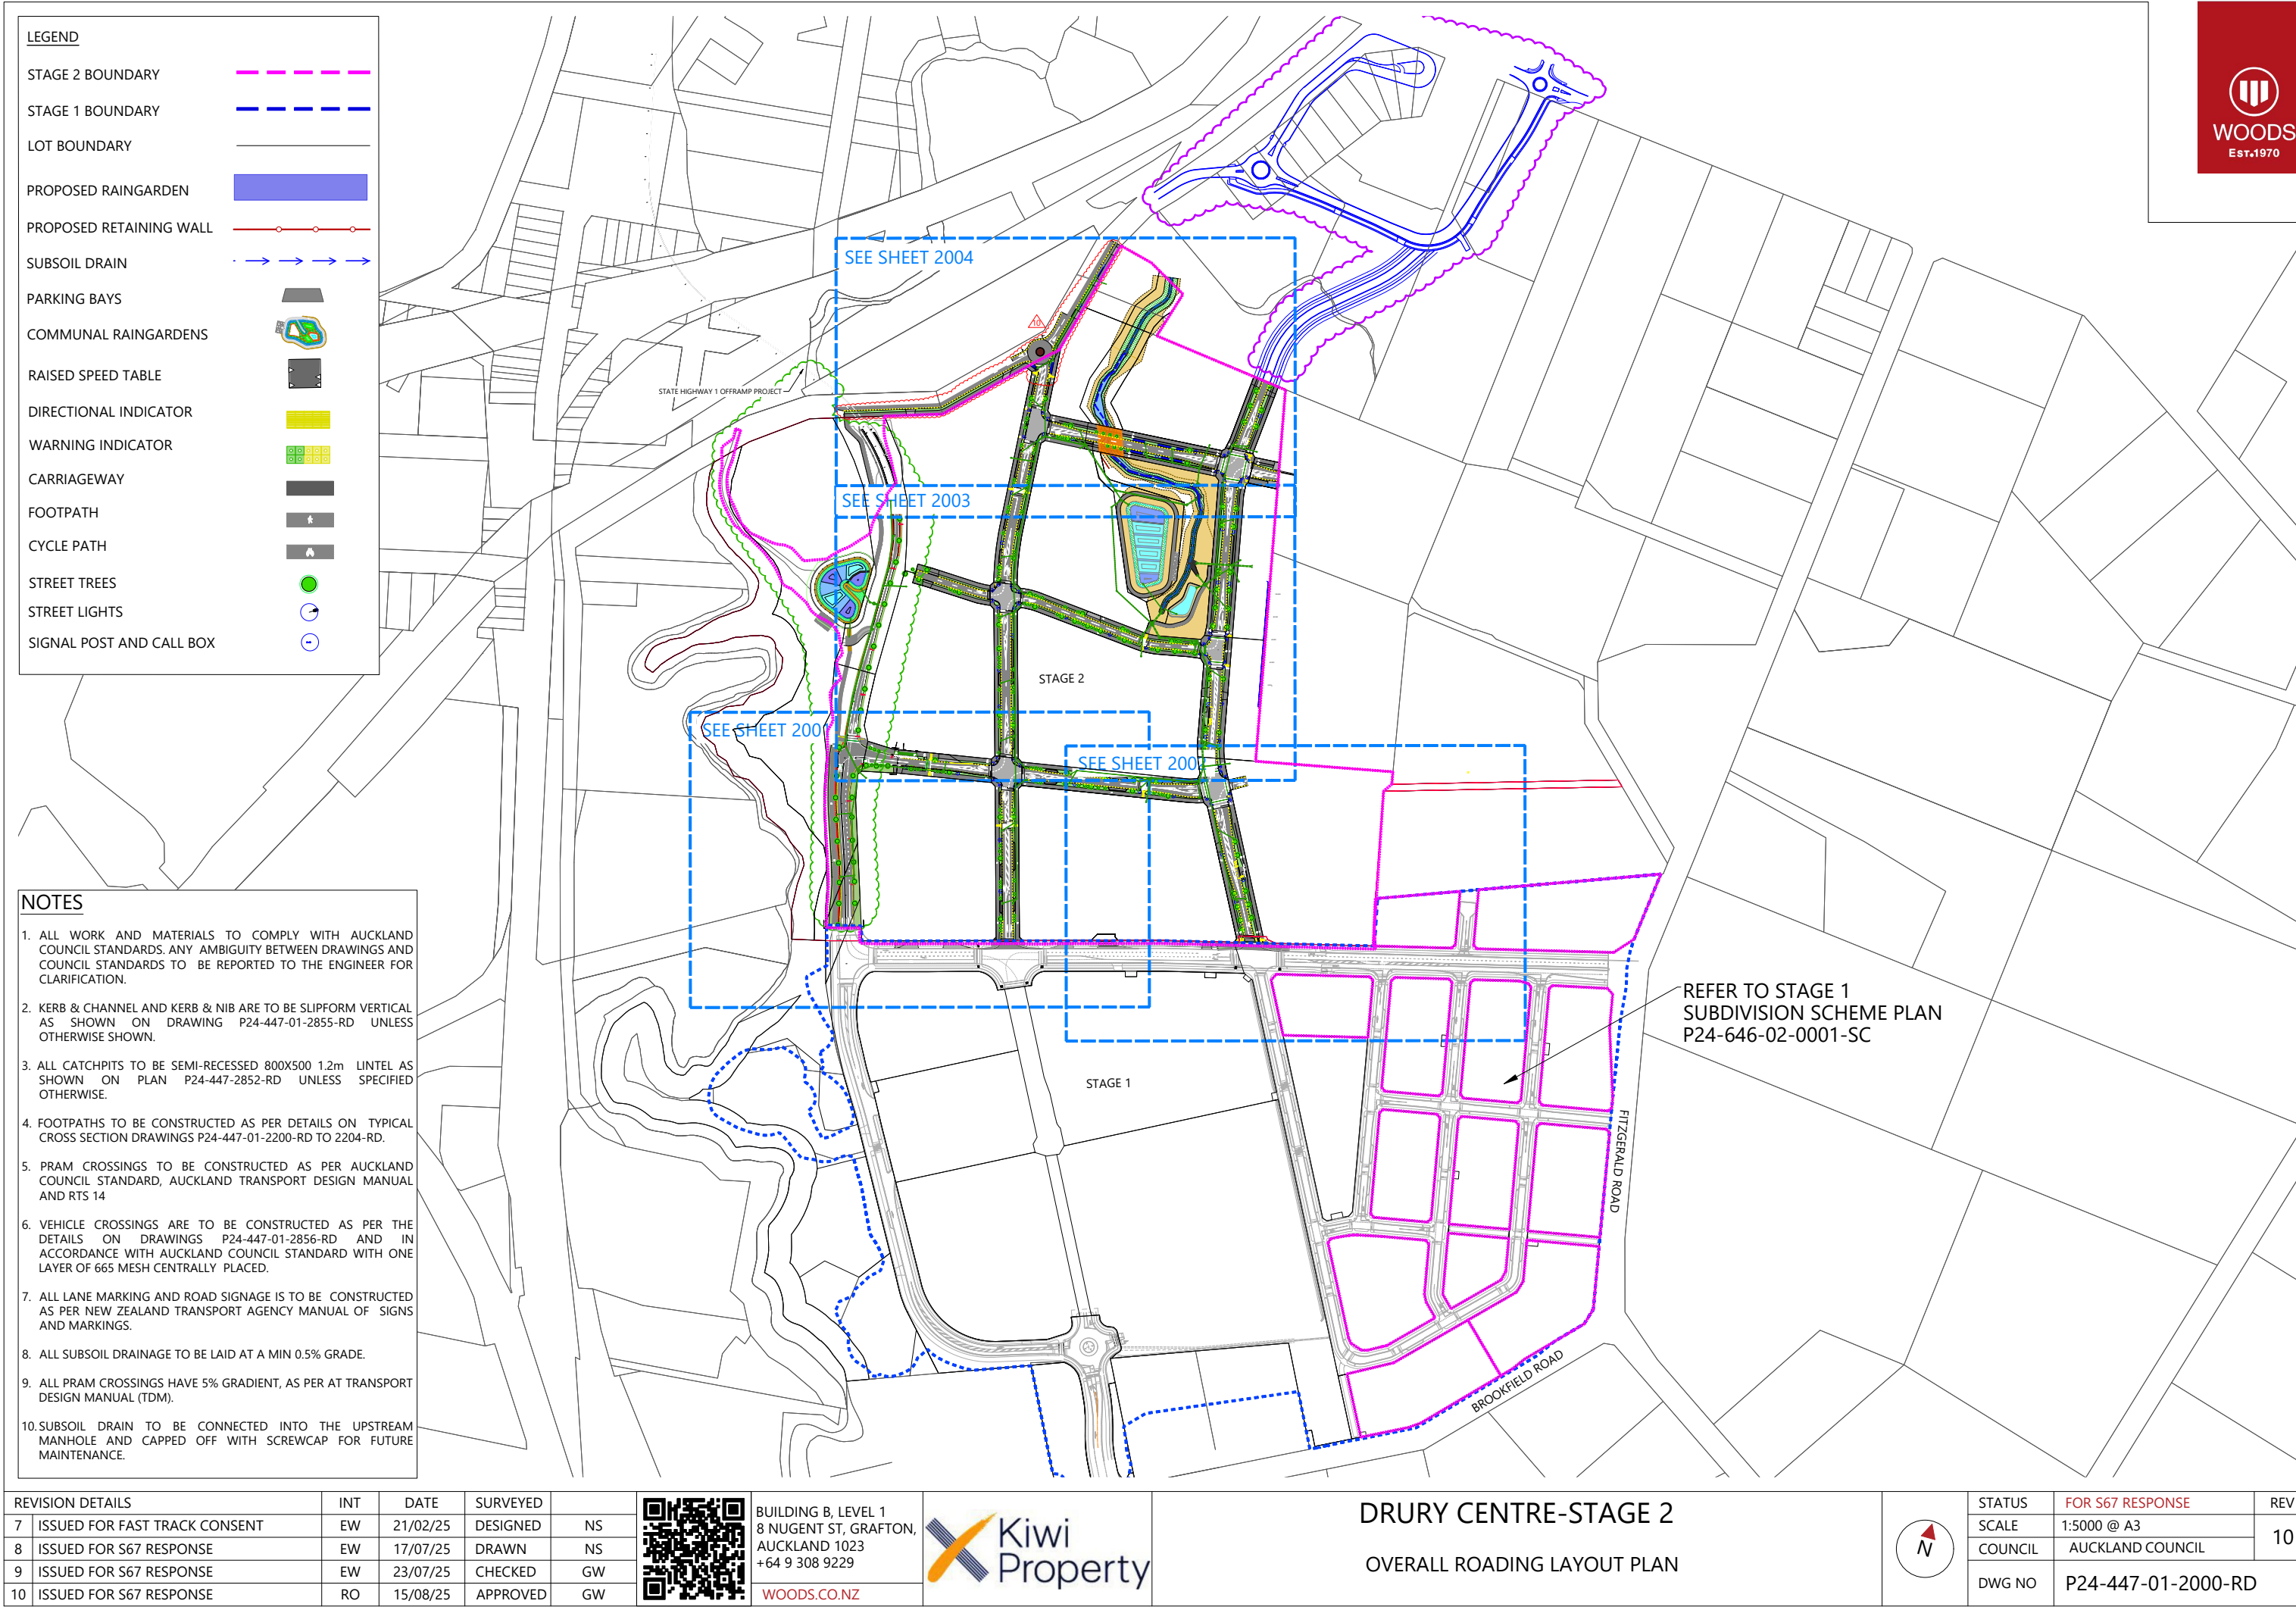 LEGEND
STAGE 2 BOUNDARY
STAGE 1 BOUNDARY
LOT BOUNDARY
PROPOSED RAINGARDEN
PROPOSED RETAINING WALL
SUBSOIL DRAIN
PARKING BAYS
COMMUNAL RAINGARDENS
RAISED SPEED TABLE
DIRECTIONAL INDICATOR
WARNING INDICATOR
CARRIAGEWAY
FOOTPATH
CYCLE PATH
STREET TREES
STREET LIGHTS
SIGNAL POST AND CALL BOX
WOODS
EST.1970
SEE SHEET 2004
10
STATE HIGHWAY 1 OFFRAMP PROJECT
SEE SHEET 2003
STAGE 2
SEE SHEET 200
SEE SHEET 2002
REFER TO STAGE 1
SUBDIVISION SCHEME PLAN
P24-646-02-0001-SC
STAGE 1
FITZGERALD ROAD
BROOKFIELD ROAD
NOTES
1. ALL WORK AND MATERIALS TO COMPLY WITH AUCKLAND
COUNCIL STANDARDS. ANY AMBIGUITY BETWEEN DRAWINGS AND
COUNCIL STANDARDS TO BE REPORTED TO THE ENGINEER FOR
CLARIFICATION.
2. KERB & CHANNEL AND KERB & NIB ARE TO BE SLIPFORM VERTICAL
AS SHOWN ON DRAWING P24-447-01-2855-RD UNLESS
OTHERWISE SHOWN.
3. ALL CATCHPITS TO BE SEMI-RECESSED 800X500 1.2m LINTEL AS
SHOWN ON PLAN P24-447-2852-RD UNLESS SPECIFIED
OTHERWISE.
4. FOOTPATHS TO BE CONSTRUCTED AS PER DETAILS ON TYPICAL
CROSS SECTION DRAWINGS P24-447-01-2200-RD TO 2204-RD.
5. PRAM CROSSINGS TO BE CONSTRUCTED AS PER AUCKLAND
COUNCIL STANDARD, AUCKLAND TRANSPORT DESIGN MANUAL
AND RTS 14
6. VEHICLE CROSSINGS ARE TO BE CONSTRUCTED AS PER THE
DETAILS ON DRAWINGS P24-447-01-2856-RD AND IN
ACCORDANCE WITH AUCKLAND COUNCIL STANDARD WITH ONE
LAYER OF 665 MESH CENTRALLY PLACED.
7. ALL LANE MARKING AND ROAD SIGNAGE IS TO BE CONSTRUCTED
AS PER NEW ZEALAND TRANSPORT AGENCY MANUAL OF SIGNS
AND MARKINGS.
8. ALL SUBSOIL DRAINAGE TO BE LAID AT A MIN 0.5% GRADE.
9. ALL PRAM CROSSINGS HAVE 5% GRADIENT, AS PER AT TRANSPORT
DESIGN MANUAL (TDM).
10. SUBSOIL DRAIN TO BE CONNECTED INTO THE UPSTREAM
MANHOLE AND CAPPED OFF WITH SCREWCAP FOR FUTURE
MAINTENANCE.
REVISION DETAILS INT DATE SURVEYED
7 ISSUED FOR FAST TRACK CONSENT EW 21/02/25 DESIGNED NS
8 ISSUED FOR S67 RESPONSE EW 17/07/25 DRAWN NS
9 ISSUED FOR S67 RESPONSE EW 23/07/25 CHECKED GW
10 ISSUED FOR S67 RESPONSE RO 15/08/25 APPROVED GW
BUILDING B, LEVEL 1
8 NUGENT ST, GRAFTON,
AUCKLAND 1023
+64 9 308 9229
WOODS.CO.NZ
Kiwi
Property
DRURY CENTRE-STAGE 2
OVERALL ROADING LAYOUT PLAN
N
STATUS FOR S67 RESPONSE REV
SCALE 1:5000 @ A3 10
COUNCIL AUCKLAND COUNCIL
DWG NO P24-447-01-2000-RD